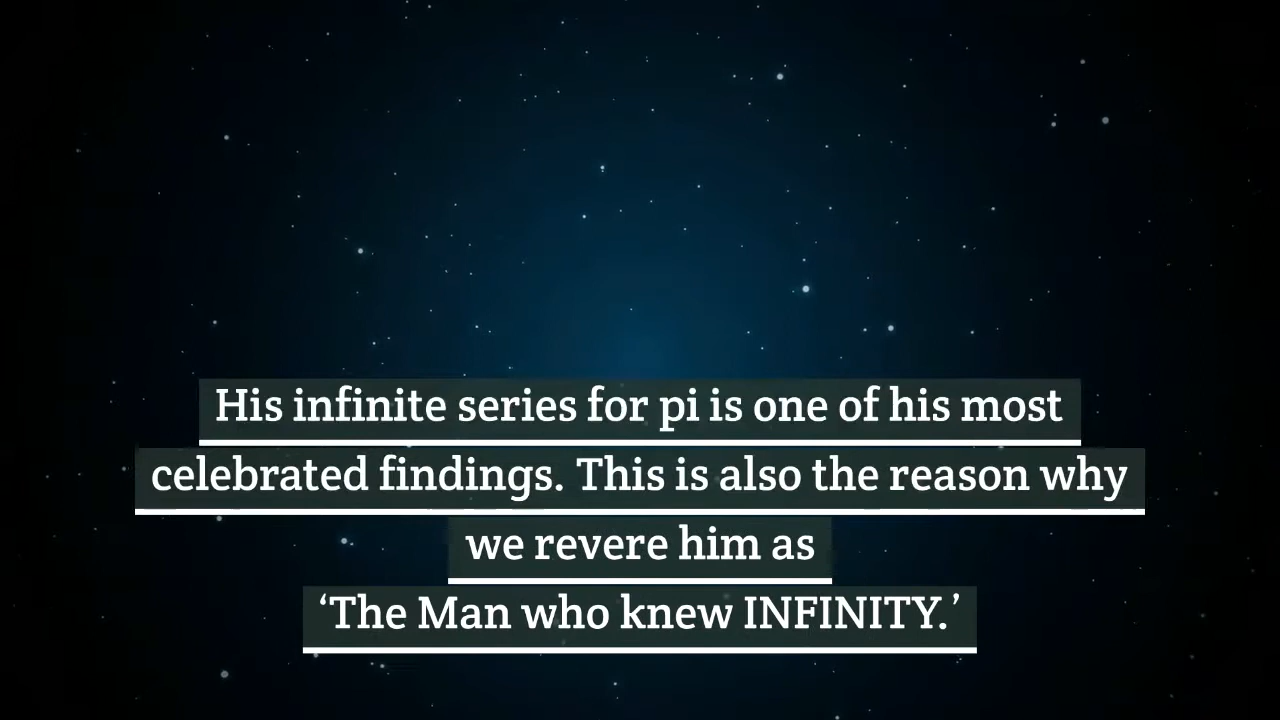 His infinite series for pi is one of his most
celebrated findings. This is also the reason why
we revere him as
‘The Man who knew INFINITY.’